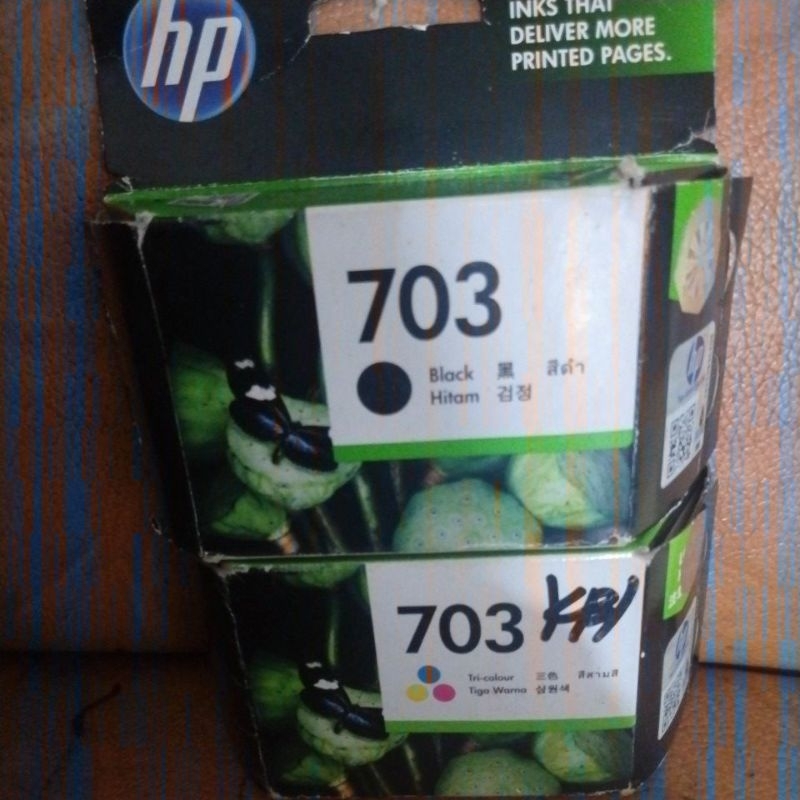 hp
INKS THAT
DELIVER MORE
PRINTED PAGES.
703
Black 黑 สีดำ
Hitam 검정
hp
703
Tri-colour 三色 สีสามสี
Tiga Warna 삼원색